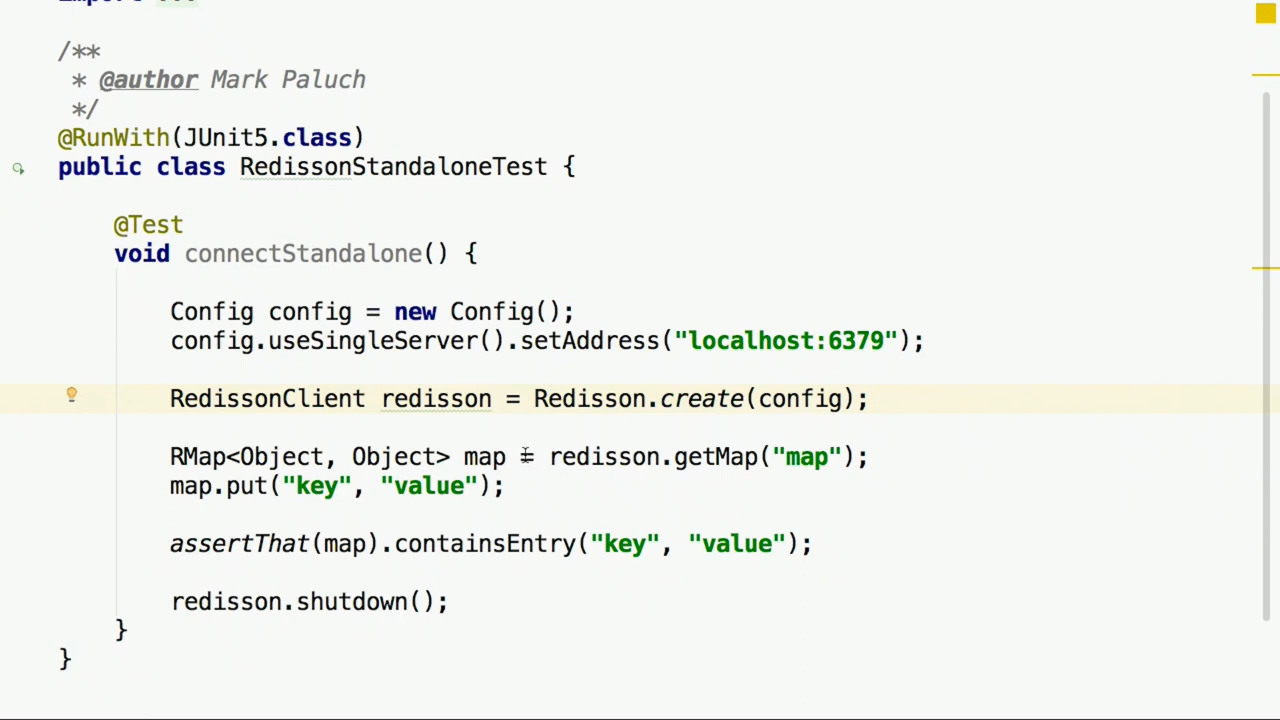 import ...
/**
* @author Mark Paluch
*/
@RunWith(JUnit5.class)
public class RedissonStandaloneTest {
@Test
void connectStandalone() {
Config config = new Config();
config.useSingleServer().setAddress("localhost:6379");
RedissonClient redisson = Redisson.create(config);
RMap<Object, Object> map = redisson.getMap("map");
map.put("key", "value");
assertThat(map).containsEntry("key", "value");
redisson.shutdown();
}
}